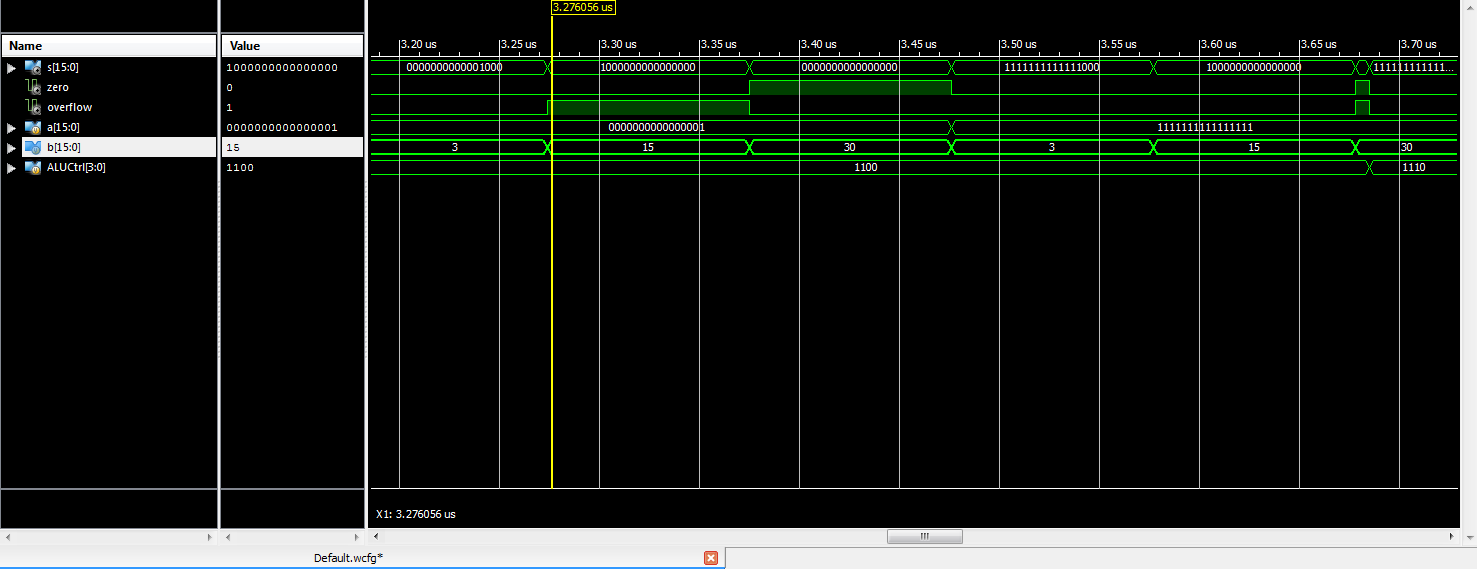 3.276056 us
Name Value
3.20 us 3.25 us 3.30 us 3.35 us 3.40 us 3.45 us 3.50 us 3.55 us 3.60 us 3.65 us 3.70 us
s[15:0] 1000000000000000 0000000000001000 1000000000000000 0000000000000000 1111111111111000 1000000000000000 111111111111...
zero 0
overflow 1
a[15:0] 0000000000000001 0000000000000001 1111111111111111
b[15:0] 15 3 15 30 3 15 30
ALUCtrl[3:0] 1100 1100 1110
X1: 3.276056 us
Default.wcfg*